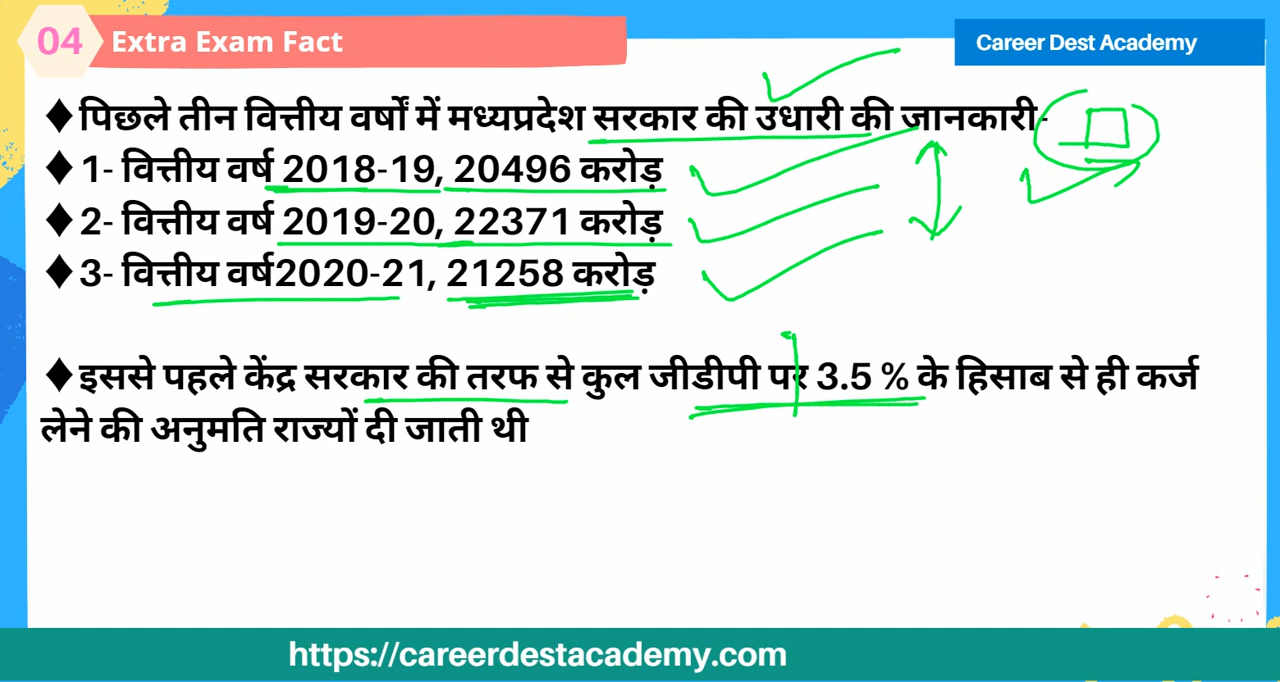 04 Extra Exam Fact
Career Dest Academy
♦पिछले तीन वित्तीय वर्षों में मध्यप्रदेश सरकार की उधारी की जानकारी-
♦ 1- वित्तीय वर्ष 2018-19, 20496 करोड़
♦ 2- वित्तीय वर्ष 2019-20, 22371 करोड़
♦ 3- वित्तीय वर्ष2020-21, 21258 करोड़
♦इससे पहले केंद्र सरकार की तरफ से कुल जीडीपी पर 3.5 % के हिसाब से ही कर्ज
लेने की अनुमति राज्यों दी जाती थी
https://careerdestacademy.com